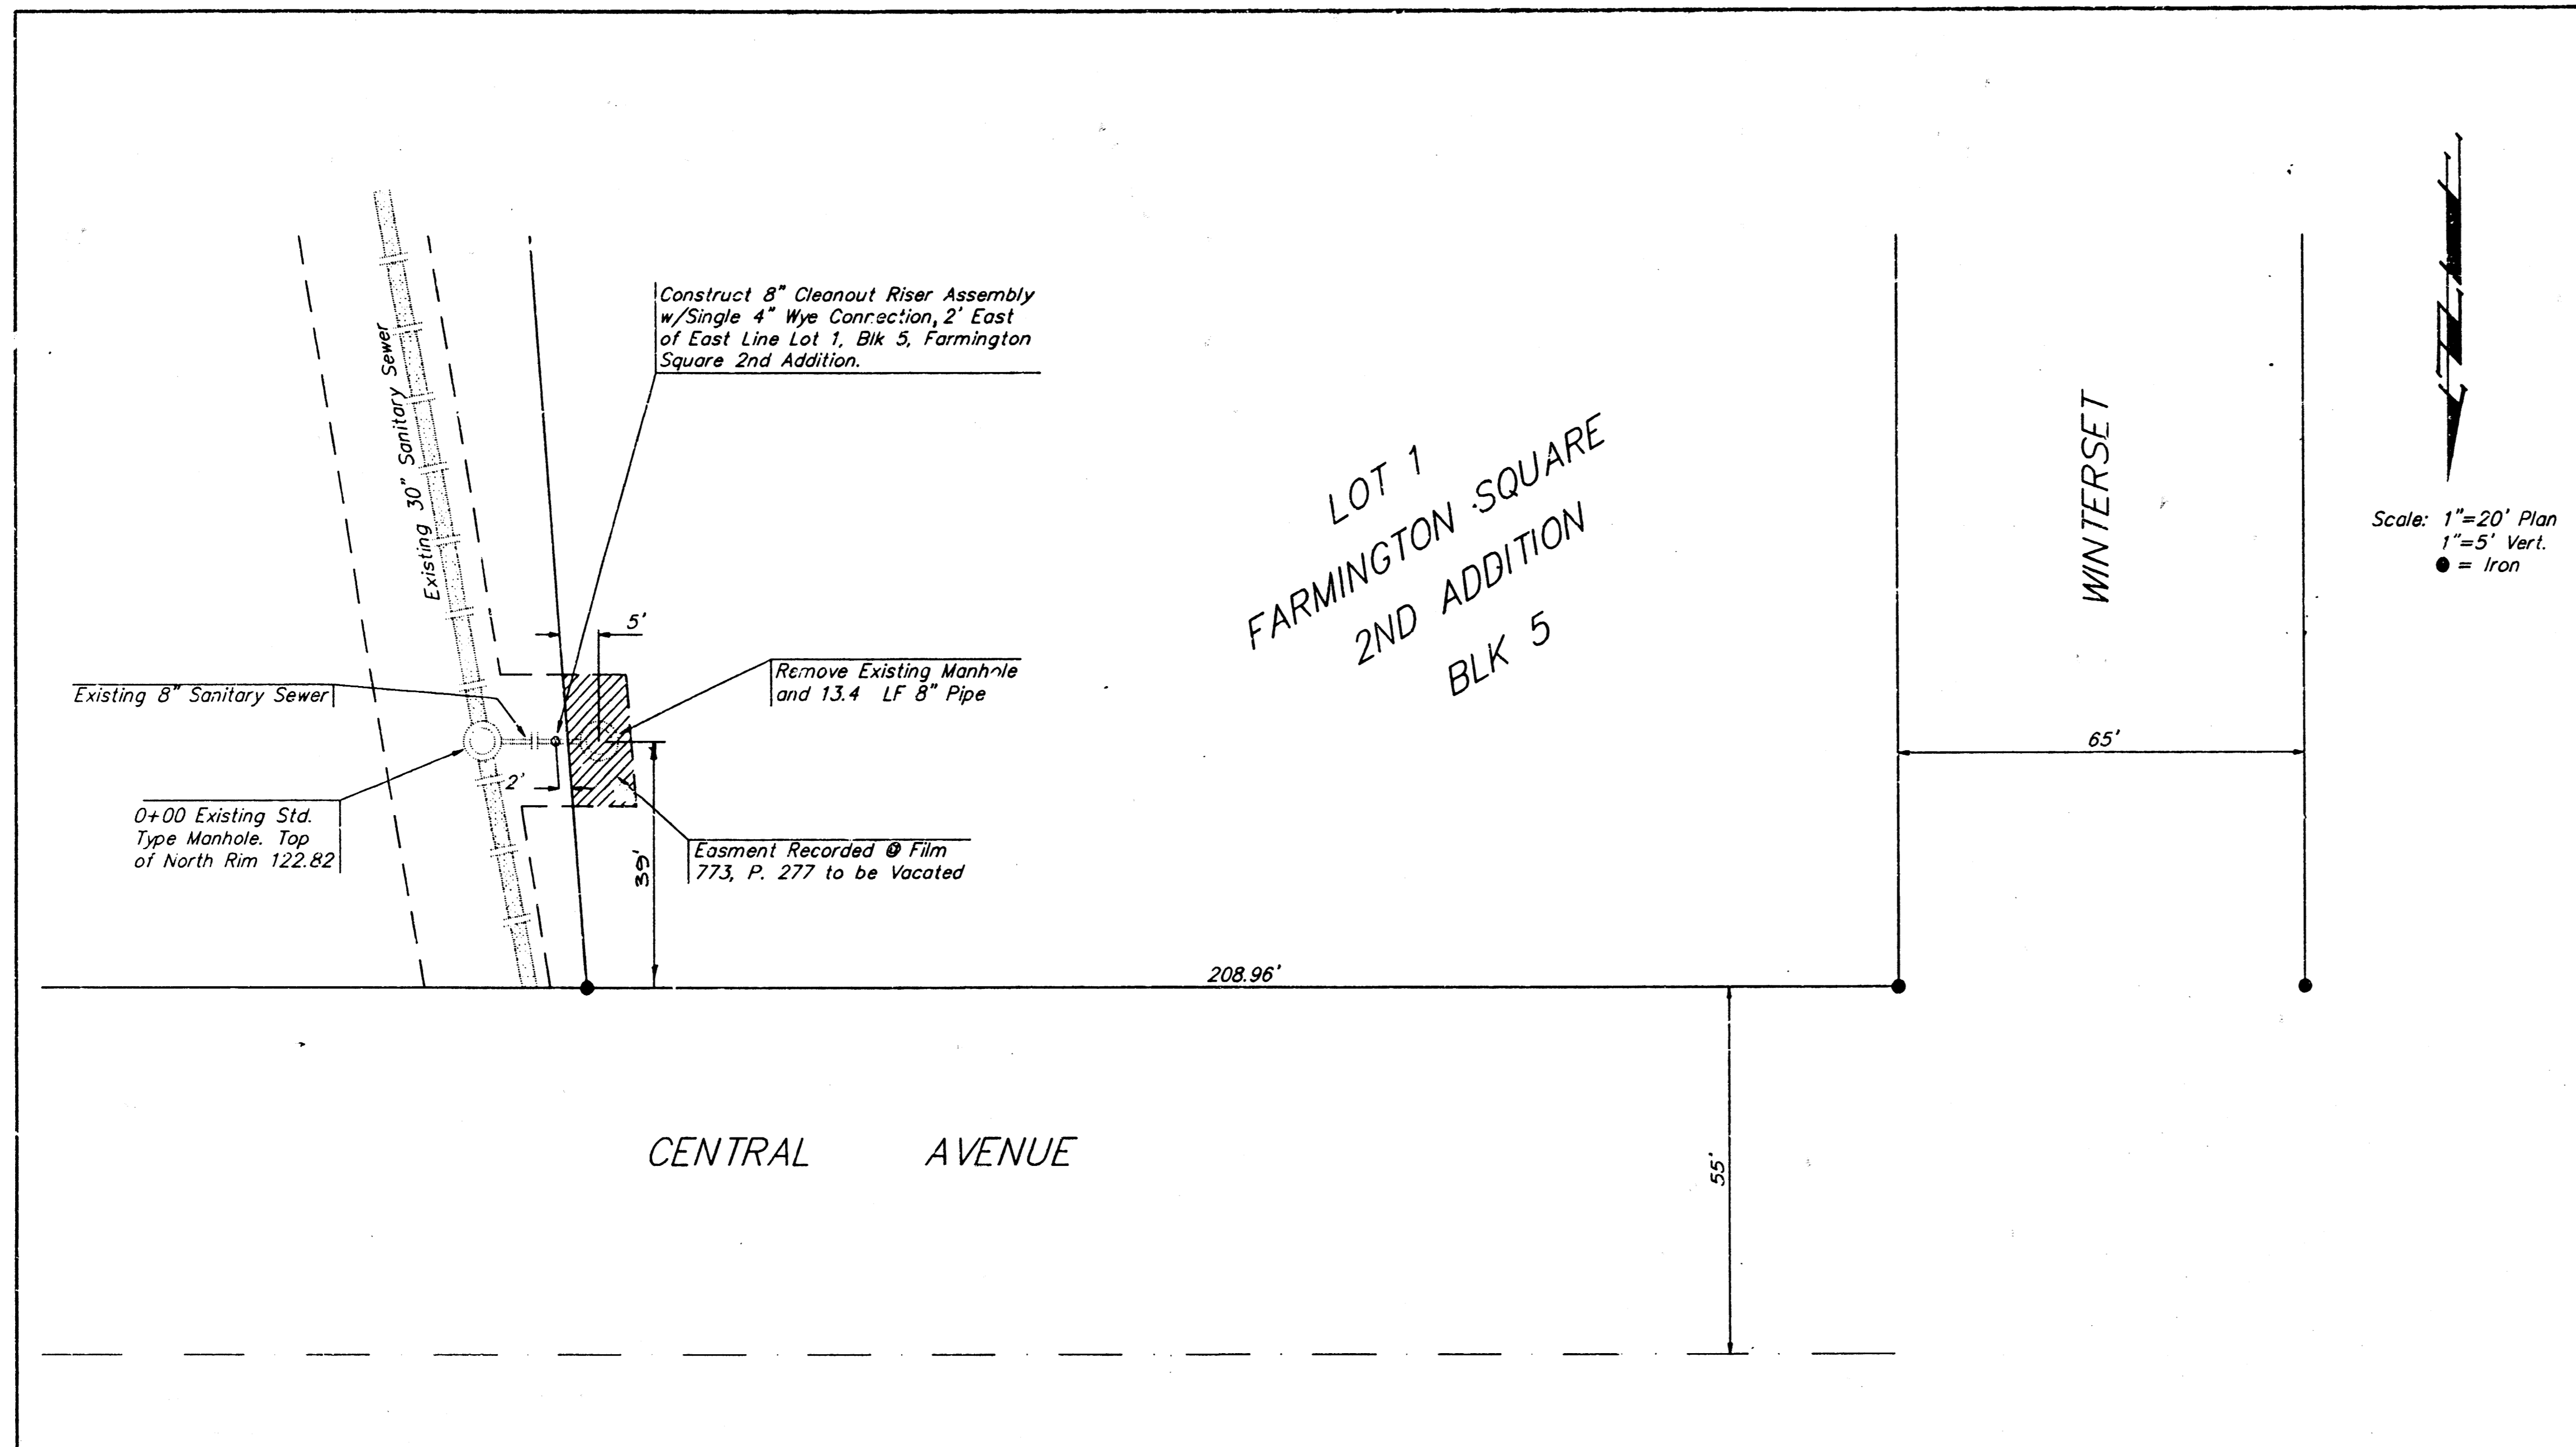 Construct 8" Cleanout Riser Assembly
w/Single 4" Wye Connection, 2' East
of East Line Lot 1, Blk 5, Farmington
Square 2nd Addition.
Existing 30" Sanitary Sewer
LOT 1
FARMINGTON SQUARE
2ND ADDITION
BLK 5
WINTERSET
Scale: 1"=20' Plan
1"=5' Vert.
= Iron
5'
Remove Existing Manhole
and 13.4 LF 8" Pipe
Existing 8" Sanitary Sewer
65'
2'
0+00 Existing Std.
Type Manhole. Top
of North Rim 122.82
39'
Easment Recorded @ Film
773, P. 277 to be Vacated
208.96'
CENTRAL AVENUE
55'